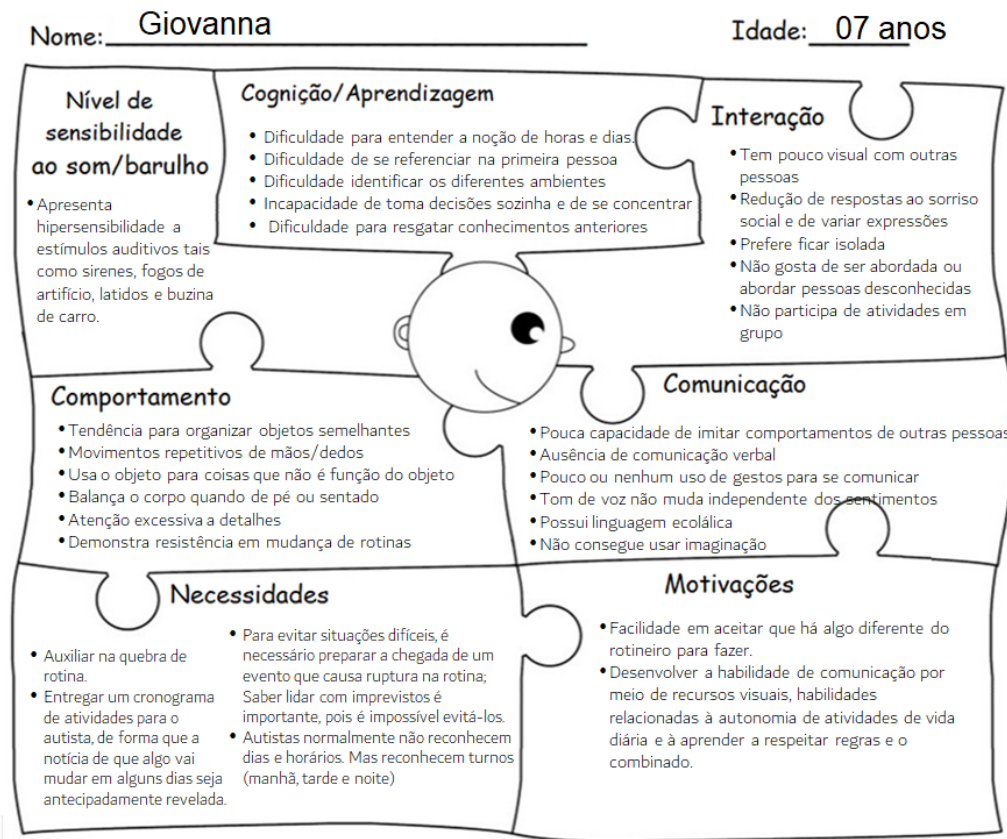 Nome: Giovanna
Idade: 07 anos
Nível de
sensibilidade
ao som/barulho
• Apresenta
hipersensibilidade a
estímulos auditivos tais
como sirenes, fogos de
artifício, latidos e buzina
de carro.
Cognição/Aprendizagem
• Dificuldade para entender a noção de horas e dias.
• Dificuldade de se referenciar na primeira pessoa
• Dificuldade identificar os diferentes ambientes
• Incapacidade de toma decisões sozinha e de se concentrar
• Dificuldade para resgatar conhecimentos anteriores
Interação
• Tem pouco visual com outras
pessoas
• Redução de respostas ao sorriso
social e de variar expressões
• Prefere ficar isolada
• Não gosta de ser abordada ou
abordar pessoas desconhecidas
• Não participa de atividades em
grupo
Comportamento
• Tendência para organizar objetos semelhantes
• Movimentos repetitivos de mãos/dedos
• Usa o objeto para coisas que não é função do objeto
• Balança o corpo quando de pé ou sentado
• Atenção excessiva a detalhes
• Demonstra resistência em mudança de rotinas
Comunicação
• Pouca capacidade de imitar comportamentos de outras pessoas
• Ausência de comunicação verbal
• Pouco ou nenhum uso de gestos para se comunicar
• Tom de voz não muda independente dos sentimentos
• Possui linguagem ecolálica
• Não consegue usar imaginação
Necessidades
• Auxiliar na quebra de
rotina.
• Entregar um cronograma
de atividades para o
autista, de forma que a
notícia de que algo vai
mudar em alguns dias seja
antecipadamente revelada.
• Para evitar situações difíceis, é
necessário preparar a chegada de um
evento que causa ruptura na rotina;
Saber lidar com imprevistos é
importante, pois é impossível evitá-los.
• Autistas normalmente não reconhecem
dias e horários. Mas reconhecem turnos
(manhã, tarde e noite)
Motivações
• Facilidade em aceitar que há algo diferente do
rotineiro para fazer.
• Desenvolver a habilidade de comunicação por
meio de recursos visuais, habilidades
relacionadas à autonomia de atividades de vida
diária e à aprender a respeitar regras e o
combinado.